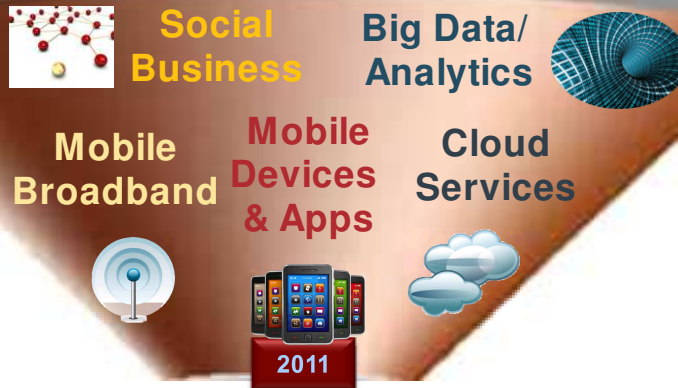 Social
Business
Big Data/
Analytics
Mobile
Broadband
Mobile
Devices
& Apps
Cloud
Services
2011